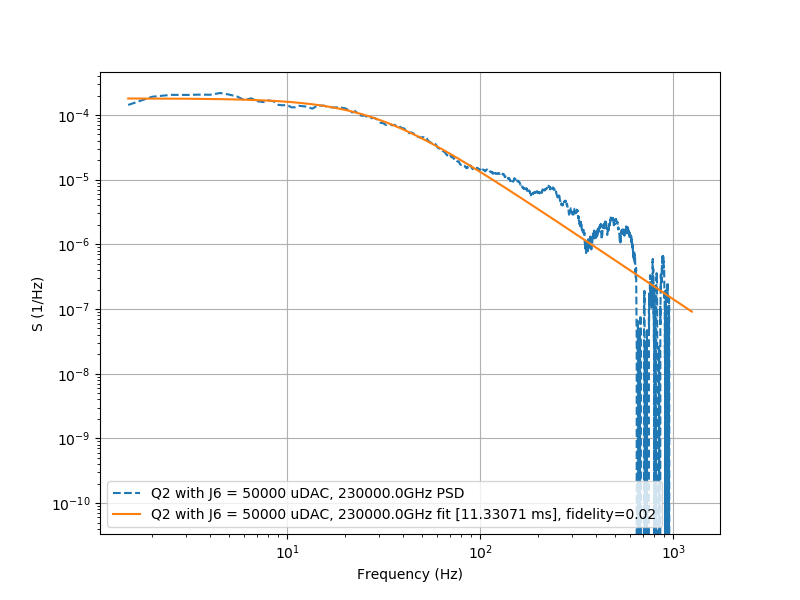 10⁻⁴
10⁻⁵
10⁻⁶
10⁻⁷
10⁻⁸
10⁻⁹
10⁻¹⁰
S (1/Hz)
Q2 with J6 = 50000 uDAC, 230000.0GHz PSD
Q2 with J6 = 50000 uDAC, 230000.0GHz fit [11.33071 ms], fidelity=0.02
10¹ 10² 10³
Frequency (Hz)